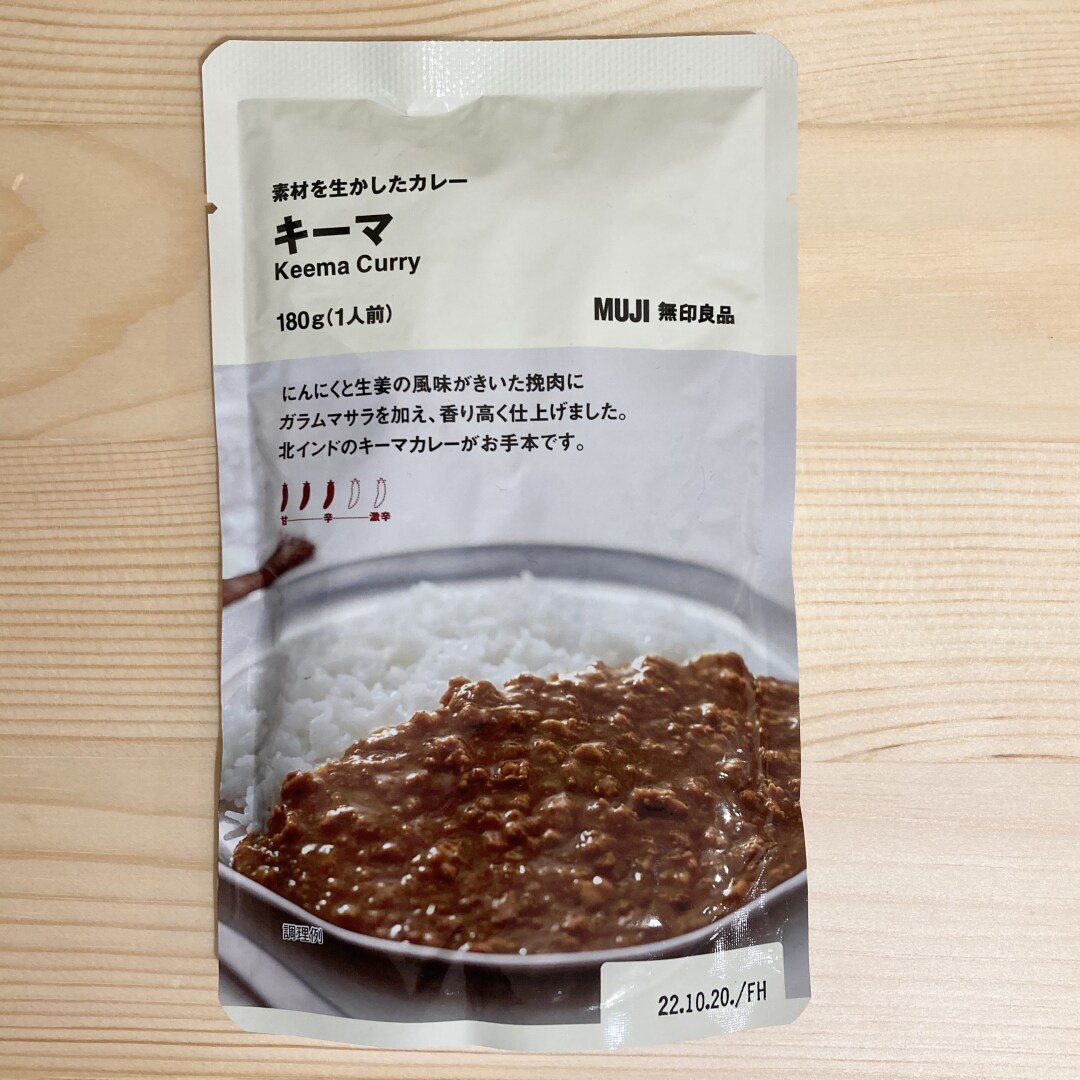 素材を生かしたカレー
キーマ
Keema Curry
180g(1人前)
MUJI 無印良品
にんにくと生姜の風味がきいた挽肉に
ガラムマサラを加え、香り高く仕上げました。
北インドのキーマカレーがお手本です。
甘 辛 濃辛
調理例
22.10.20./FH